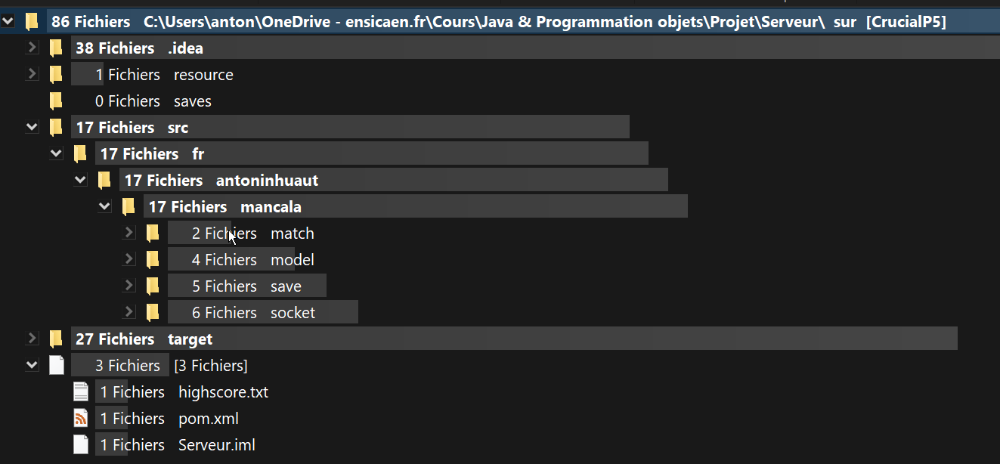 86 Fichiers C:\Users\anton\OneDrive - ensicaen.fr\Cours\Java & Programmation objets\Projet\Serveur\ sur [CrucialP5]
38 Fichiers .idea
1 Fichiers resource
0 Fichiers saves
17 Fichiers src
17 Fichiers fr
17 Fichiers antoninhuaut
17 Fichiers mancala
2 Fichiers match
4 Fichiers model
5 Fichiers save
6 Fichiers socket
27 Fichiers target
3 Fichiers [3 Fichiers]
1 Fichiers highscore.txt
1 Fichiers pom.xml
1 Fichiers Serveur.iml